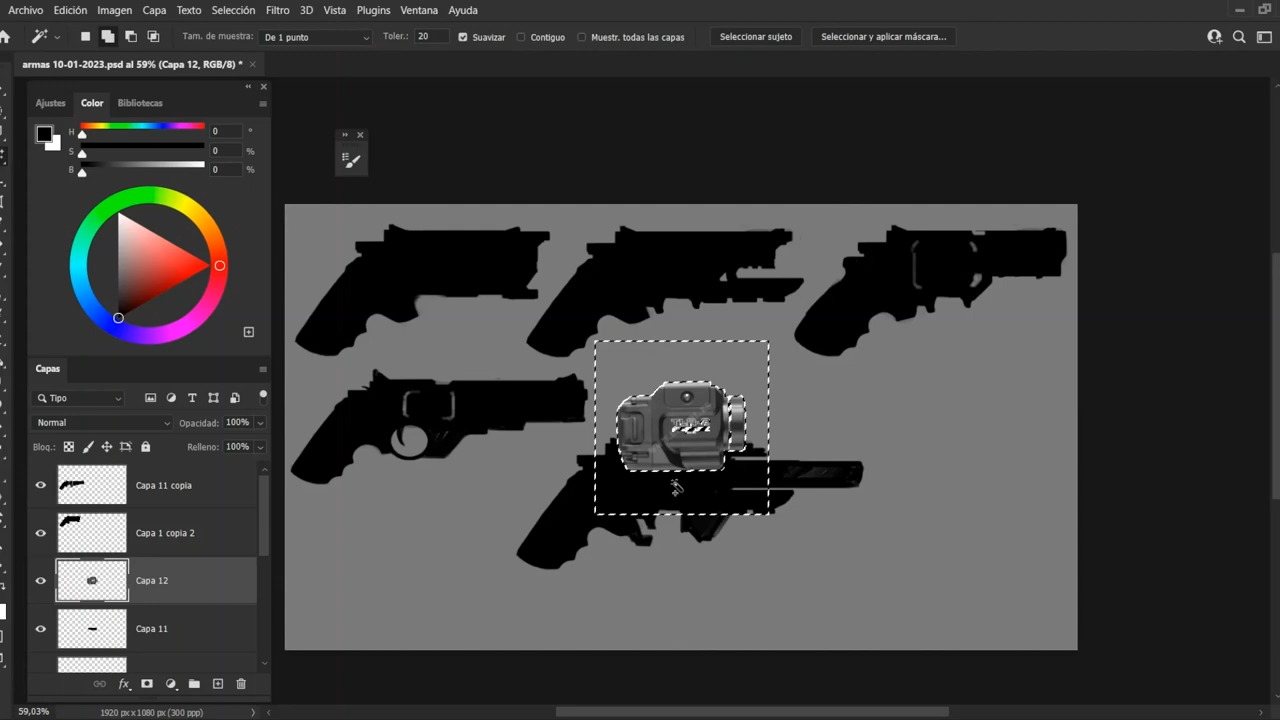 Archivo Edición Imagen Capa Texto Selección Filtro 3D Vista Plugins Ventana Ayuda
Tam. de muestra: De 1 punto Toler.: 20 Suavizar Contiguo Muestr. todas las capas Seleccionar sujeto Seleccionar y aplicar máscara...
armas 10-01-2023.psd al 59% (Capa 12, RGB/8) *
Ajustes Color Bibliotecas
H 0 °
S 0 %
B 0 %
Capas
Tipo
Normal Opacidad: 100%
Bloq.: Relleno: 100%
Capa 11 copia
Capa 1 copia 2
Capa 12
Capa 11
fx
59,03% 1920 px x 1080 px (300 ppp)